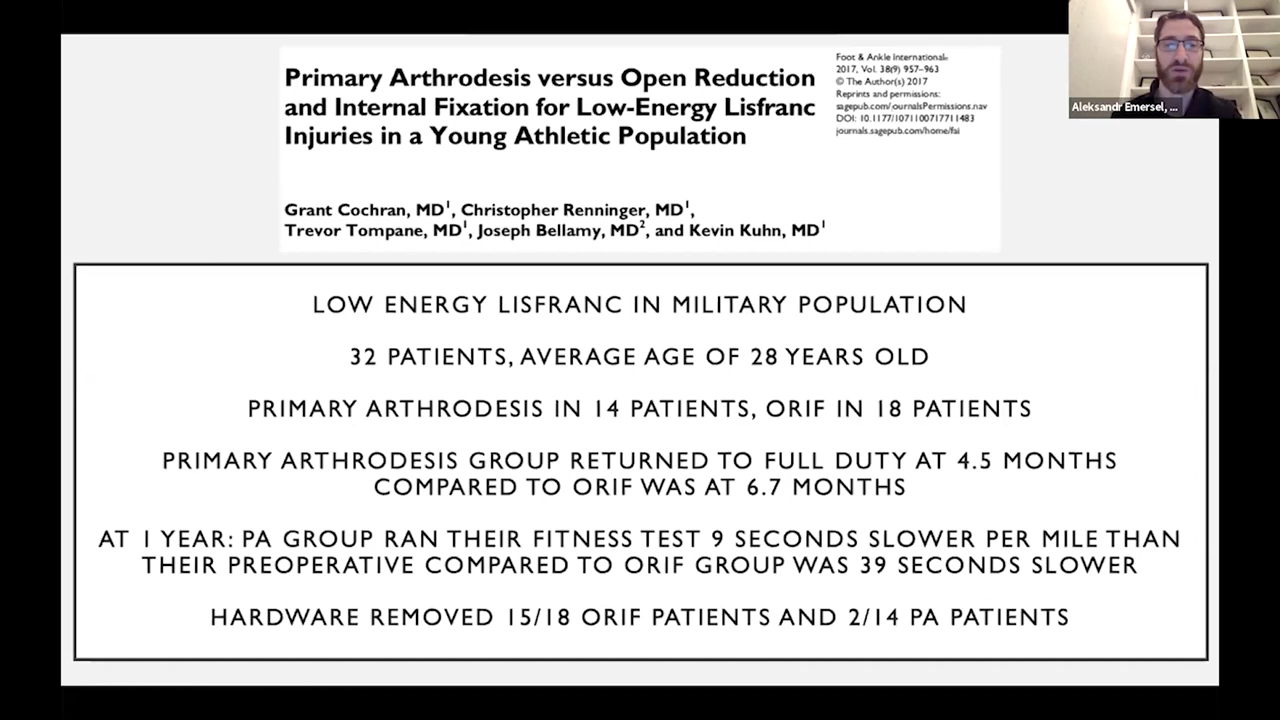 Primary Arthrodesis versus Open Reduction
and Internal Fixation for Low-Energy Lisfranc
Injuries in a Young Athletic Population
Foot & Ankle International®
2017, Vol. 38(9) 957–963
© The Author(s) 2017
Reprints and permissions:
sagepub.com/journalsPermissions.nav
DOI: 10.1177/1071100717711483
journals.sagepub.com/home/fai
Grant Cochran, MD¹, Christopher Renninger, MD¹,
Trevor Tompane, MD¹, Joseph Bellamy, MD², and Kevin Kuhn, MD¹
Aleksandr Emersel, ...
LOW ENERGY LISFRANC IN MILITARY POPULATION
32 PATIENTS, AVERAGE AGE OF 28 YEARS OLD
PRIMARY ARTHRODESIS IN 14 PATIENTS, ORIF IN 18 PATIENTS
PRIMARY ARTHRODESIS GROUP RETURNED TO FULL DUTY AT 4.5 MONTHS
COMPARED TO ORIF WAS AT 6.7 MONTHS
AT 1 YEAR: PA GROUP RAN THEIR FITNESS TEST 9 SECONDS SLOWER PER MILE THAN
THEIR PREOPERATIVE COMPARED TO ORIF GROUP WAS 39 SECONDS SLOWER
HARDWARE REMOVED 15/18 ORIF PATIENTS AND 2/14 PA PATIENTS